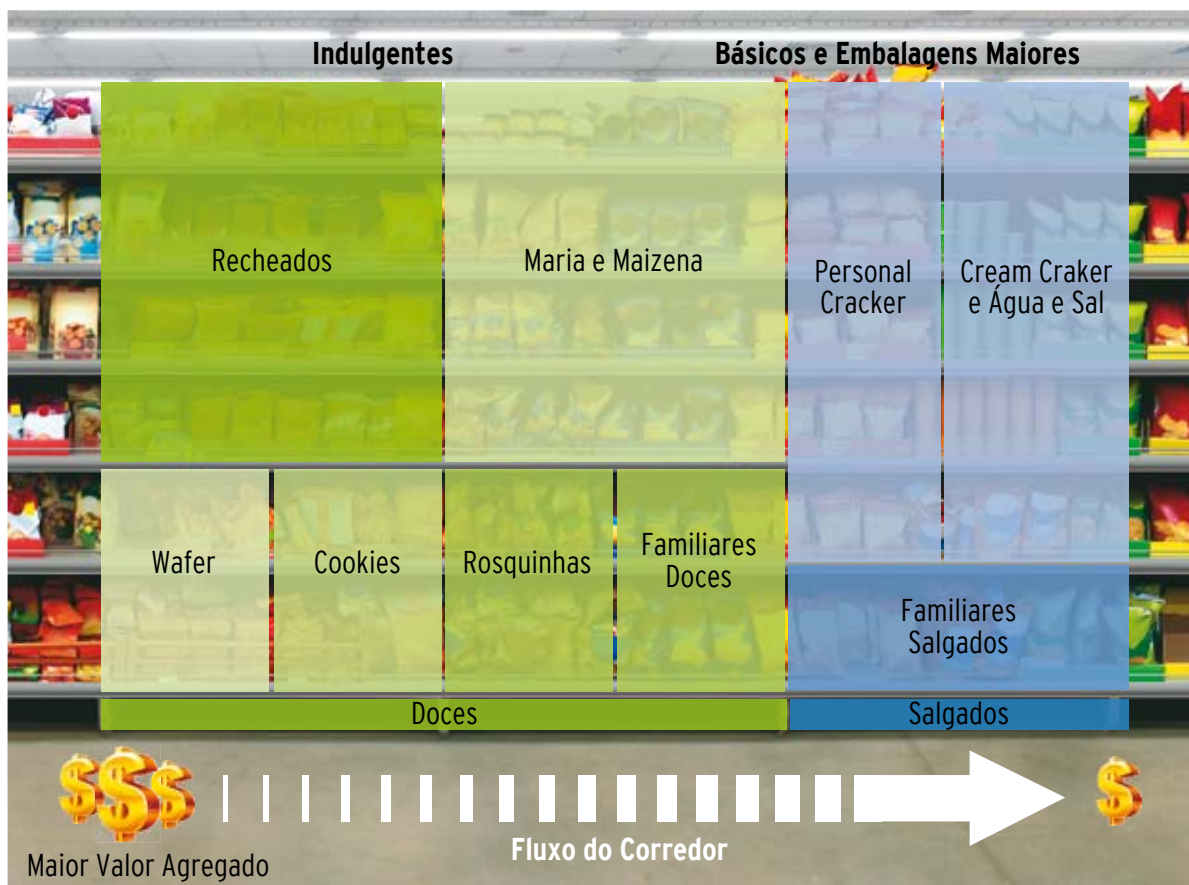 Indulgentes
Básicos e Embalagens Maiores
Recheados
Maria e Maizena
Personal
Cracker
Cream Craker
e Água e Sal
Wafer
Cookies
Rosquinhas
Familiares
Doces
Familiares
Salgados
Doces
Salgados
$$$
$
Fluxo do Corredor
Maior Valor Agregado